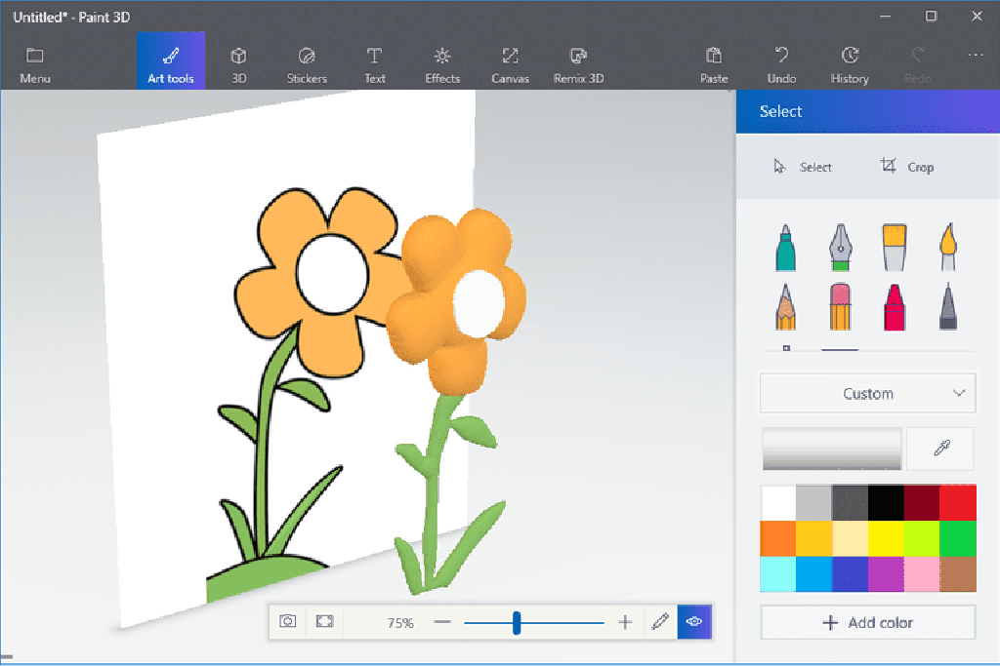 Untitled* - Paint 3D
Menu
Art tools
3D
Stickers
Text
Effects
Canvas
Remix 3D
Paste
Undo
History
Redo
Select
Select
Crop
Custom
Add color
75%